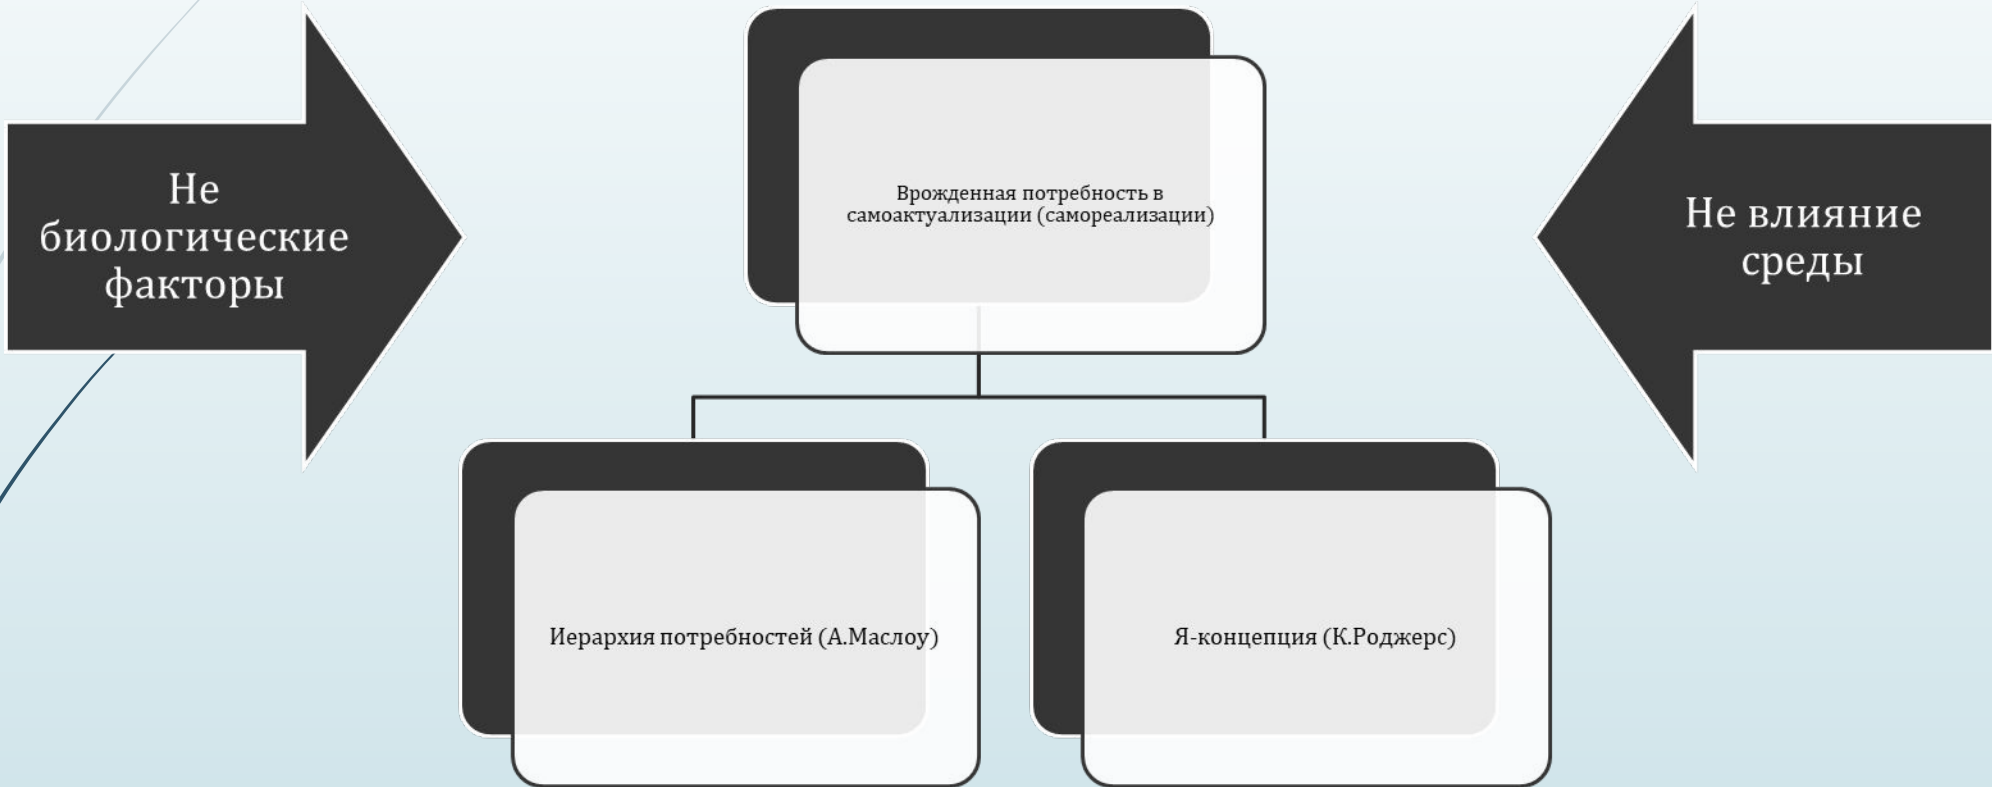 Не
биологические
факторы
Врожденная потребность в
самоактуализации (самореализации)
Не влияние
среды
Иерархия потребностей (А.Маслоу)
Я-концепция (К.Роджерс)